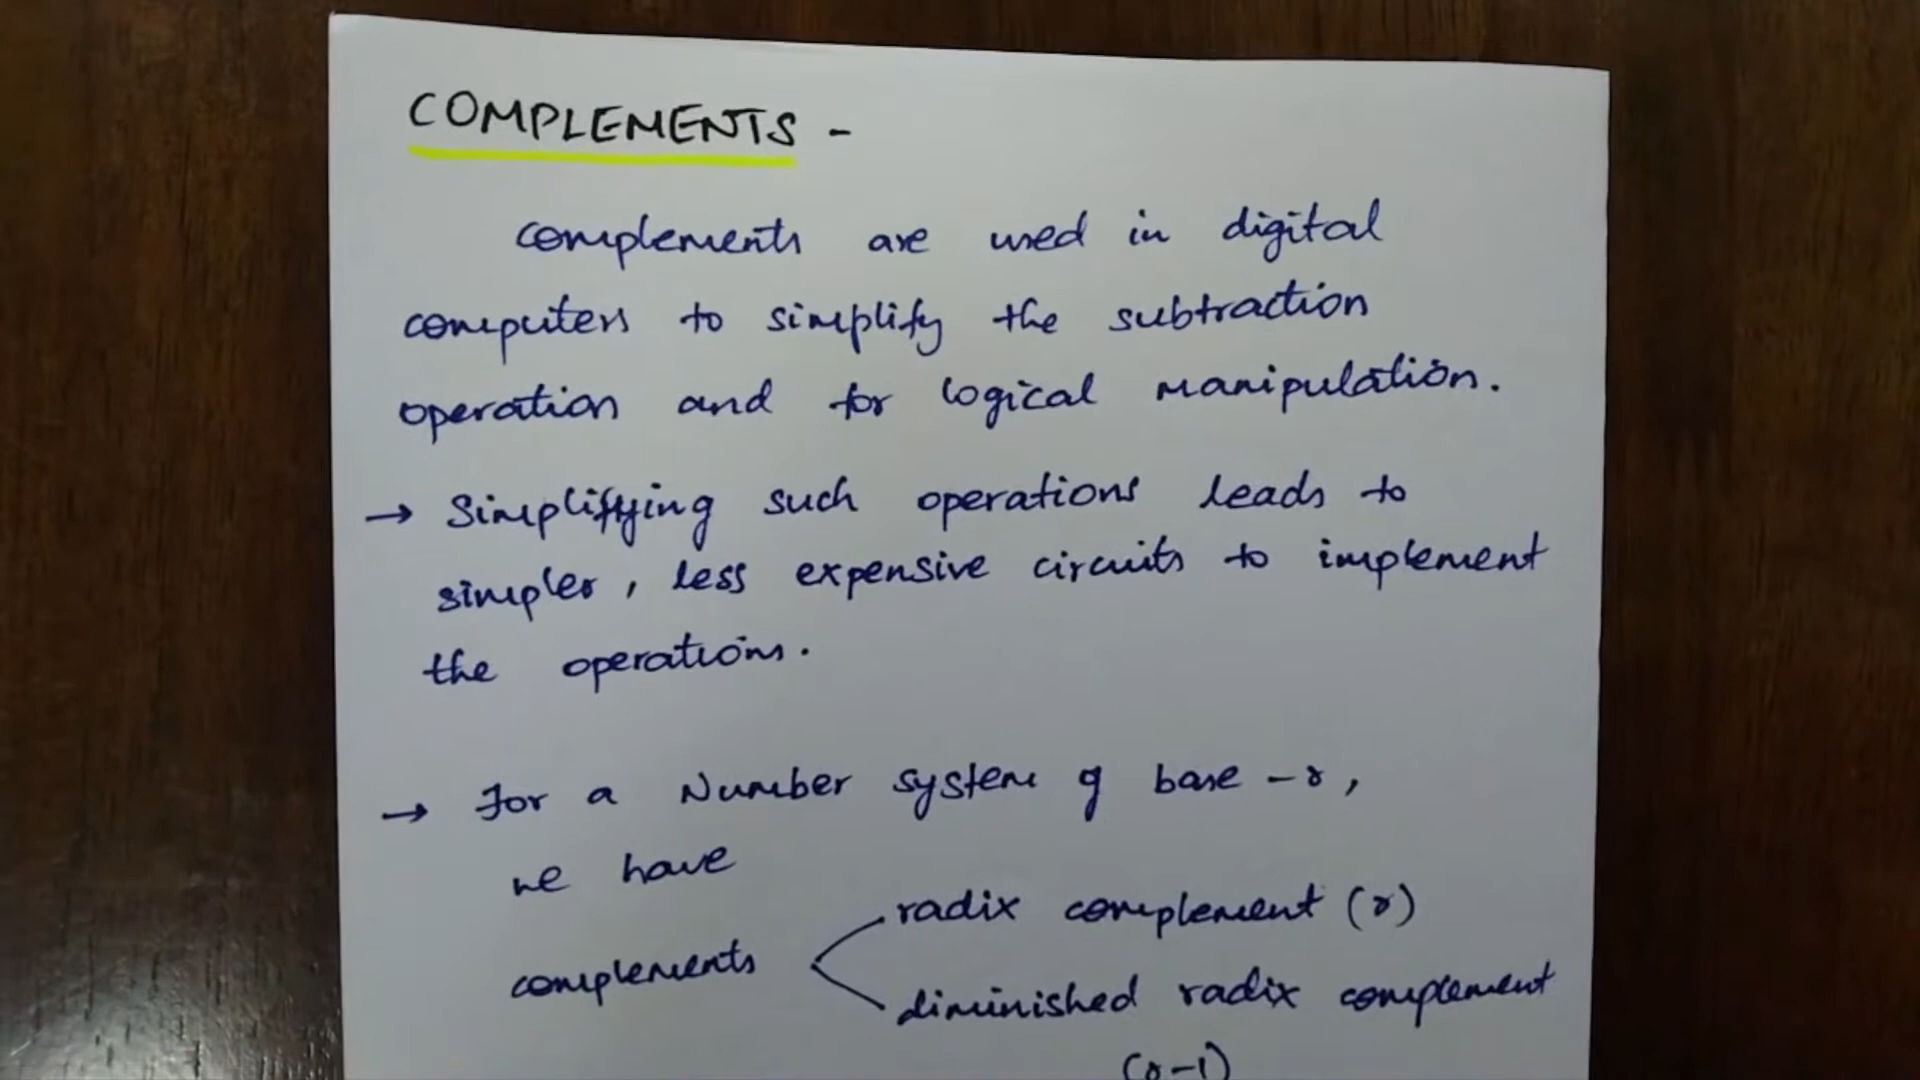 COMPLEMENTS -
complements are used in digital
computers to simplify the subtraction
operation and for logical manipulation.
→ Simplifying such operations leads to
simpler, less expensive circuits to implement
the operations.
→ For a Number system of base - r,
we have
complements
radix complement (r)
diminished radix complement
(r-1)